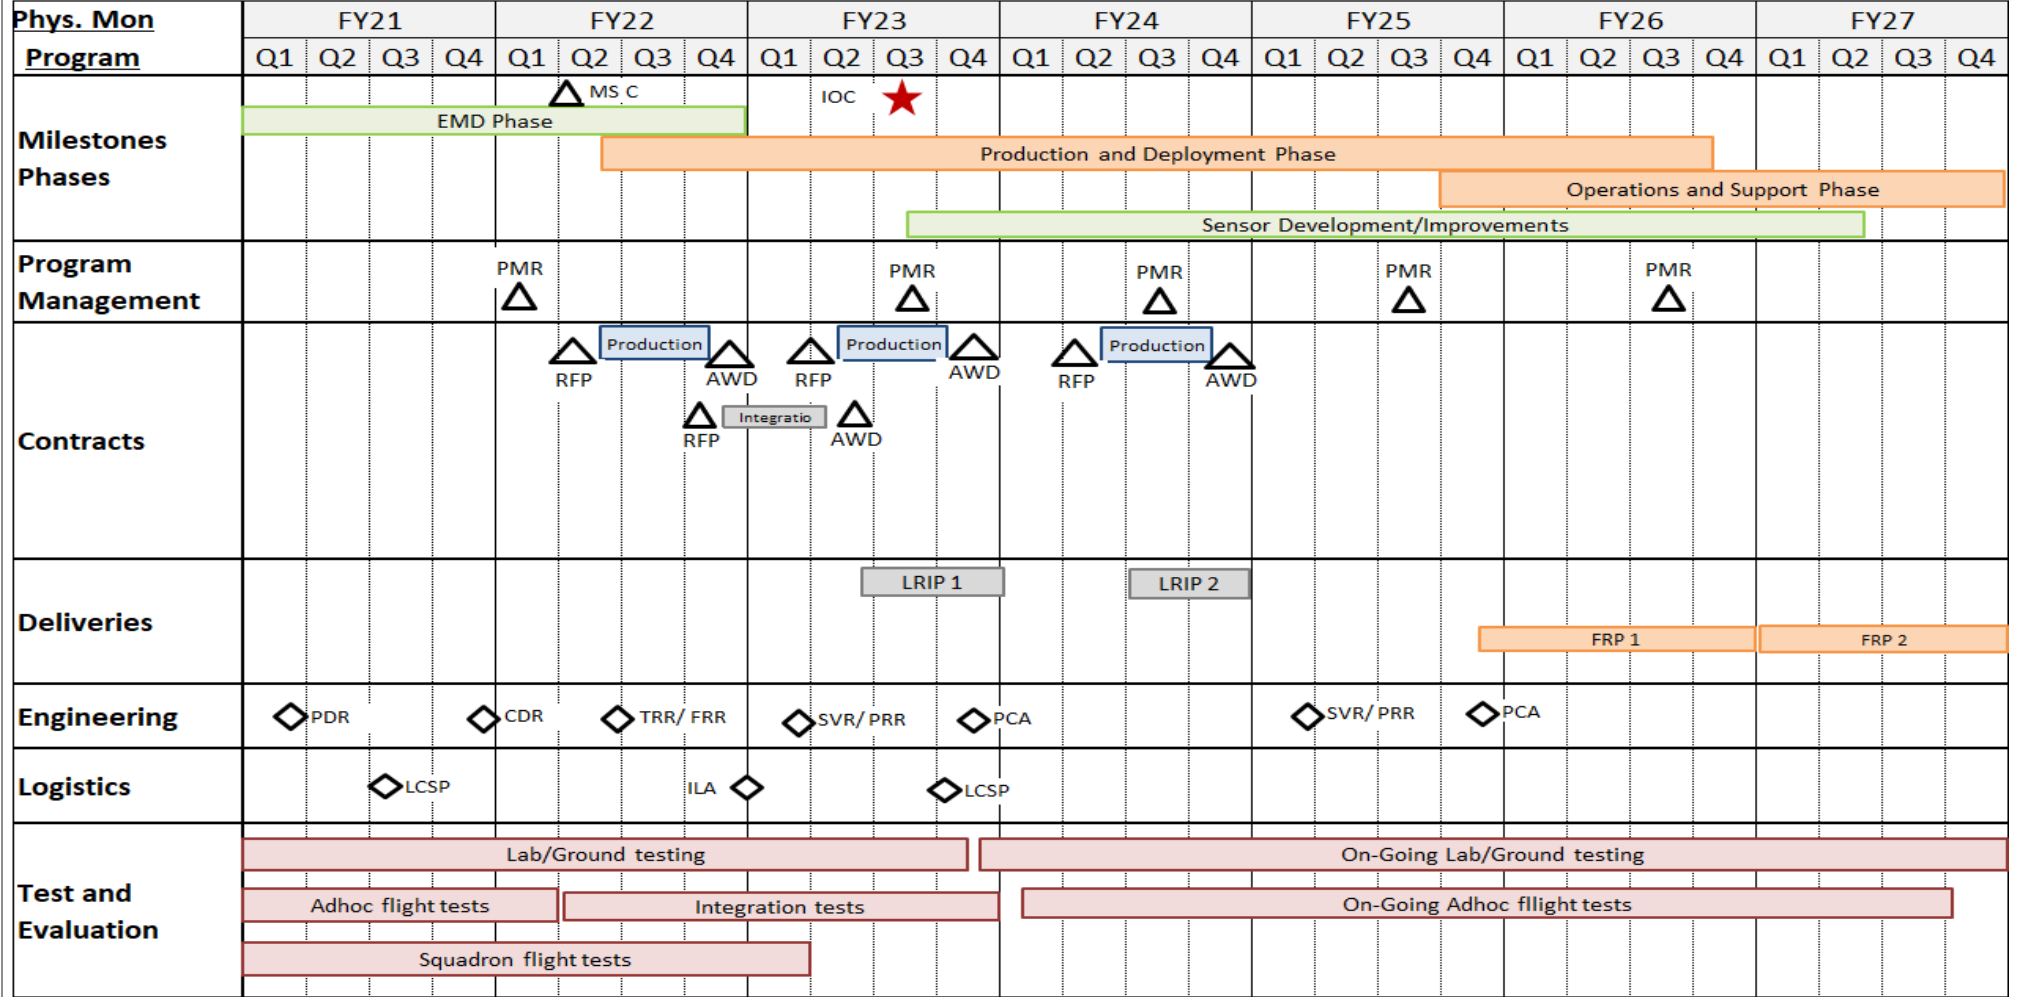 Phys. Mon
Program
FY21 FY22 FY23 FY24 FY25 FY26 FY27
Q1 Q2 Q3 Q4 Q1 Q2 Q3 Q4 Q1 Q2 Q3 Q4 Q1 Q2 Q3 Q4 Q1 Q2 Q3 Q4 Q1 Q2 Q3 Q4 Q1 Q2 Q3 Q4
Milestones
Phases
MS C
IOC
EMD Phase
Production and Deployment Phase
Operations and Support Phase
Sensor Development/Improvements
Program
Management
PMR PMR PMR PMR PMR
Contracts
Production Production Production
RFP AWD RFP AWD RFP AWD
Integratio
RFP AWD
Deliveries
LRIP 1 LRIP 2
FRP 1 FRP 2
Engineering
PDR CDR TRR/ FRR SVR/ PRR PCA SVR/ PRR PCA
Logistics
LCSP ILA LCSP
Test and
Evaluation
Lab/Ground testing On-Going Lab/Ground testing
Adhoc flight tests Integration tests On-Going Adhoc fllight tests
Squadron flight tests